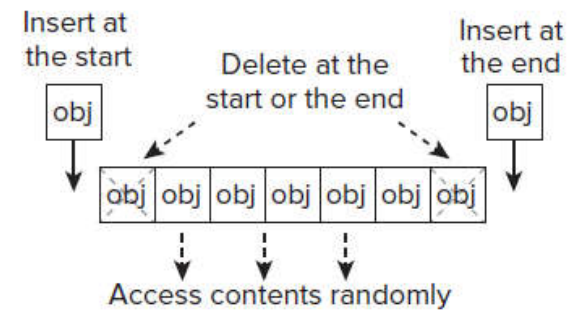 Insert at
the start
Insert at
the end
Delete at the
start or the end
obj
obj
obj obj obj obj obj obj obj
Access contents randomly